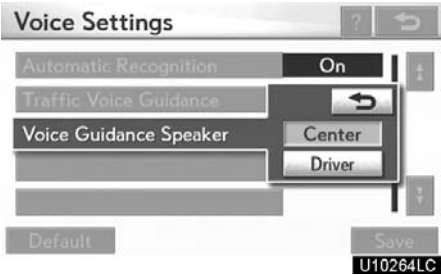 Voice Settings ?
Automatic Recognition On
Traffic Voice Guidance
Voice Guidance Speaker Center
Driver
Default Save
U10264LC